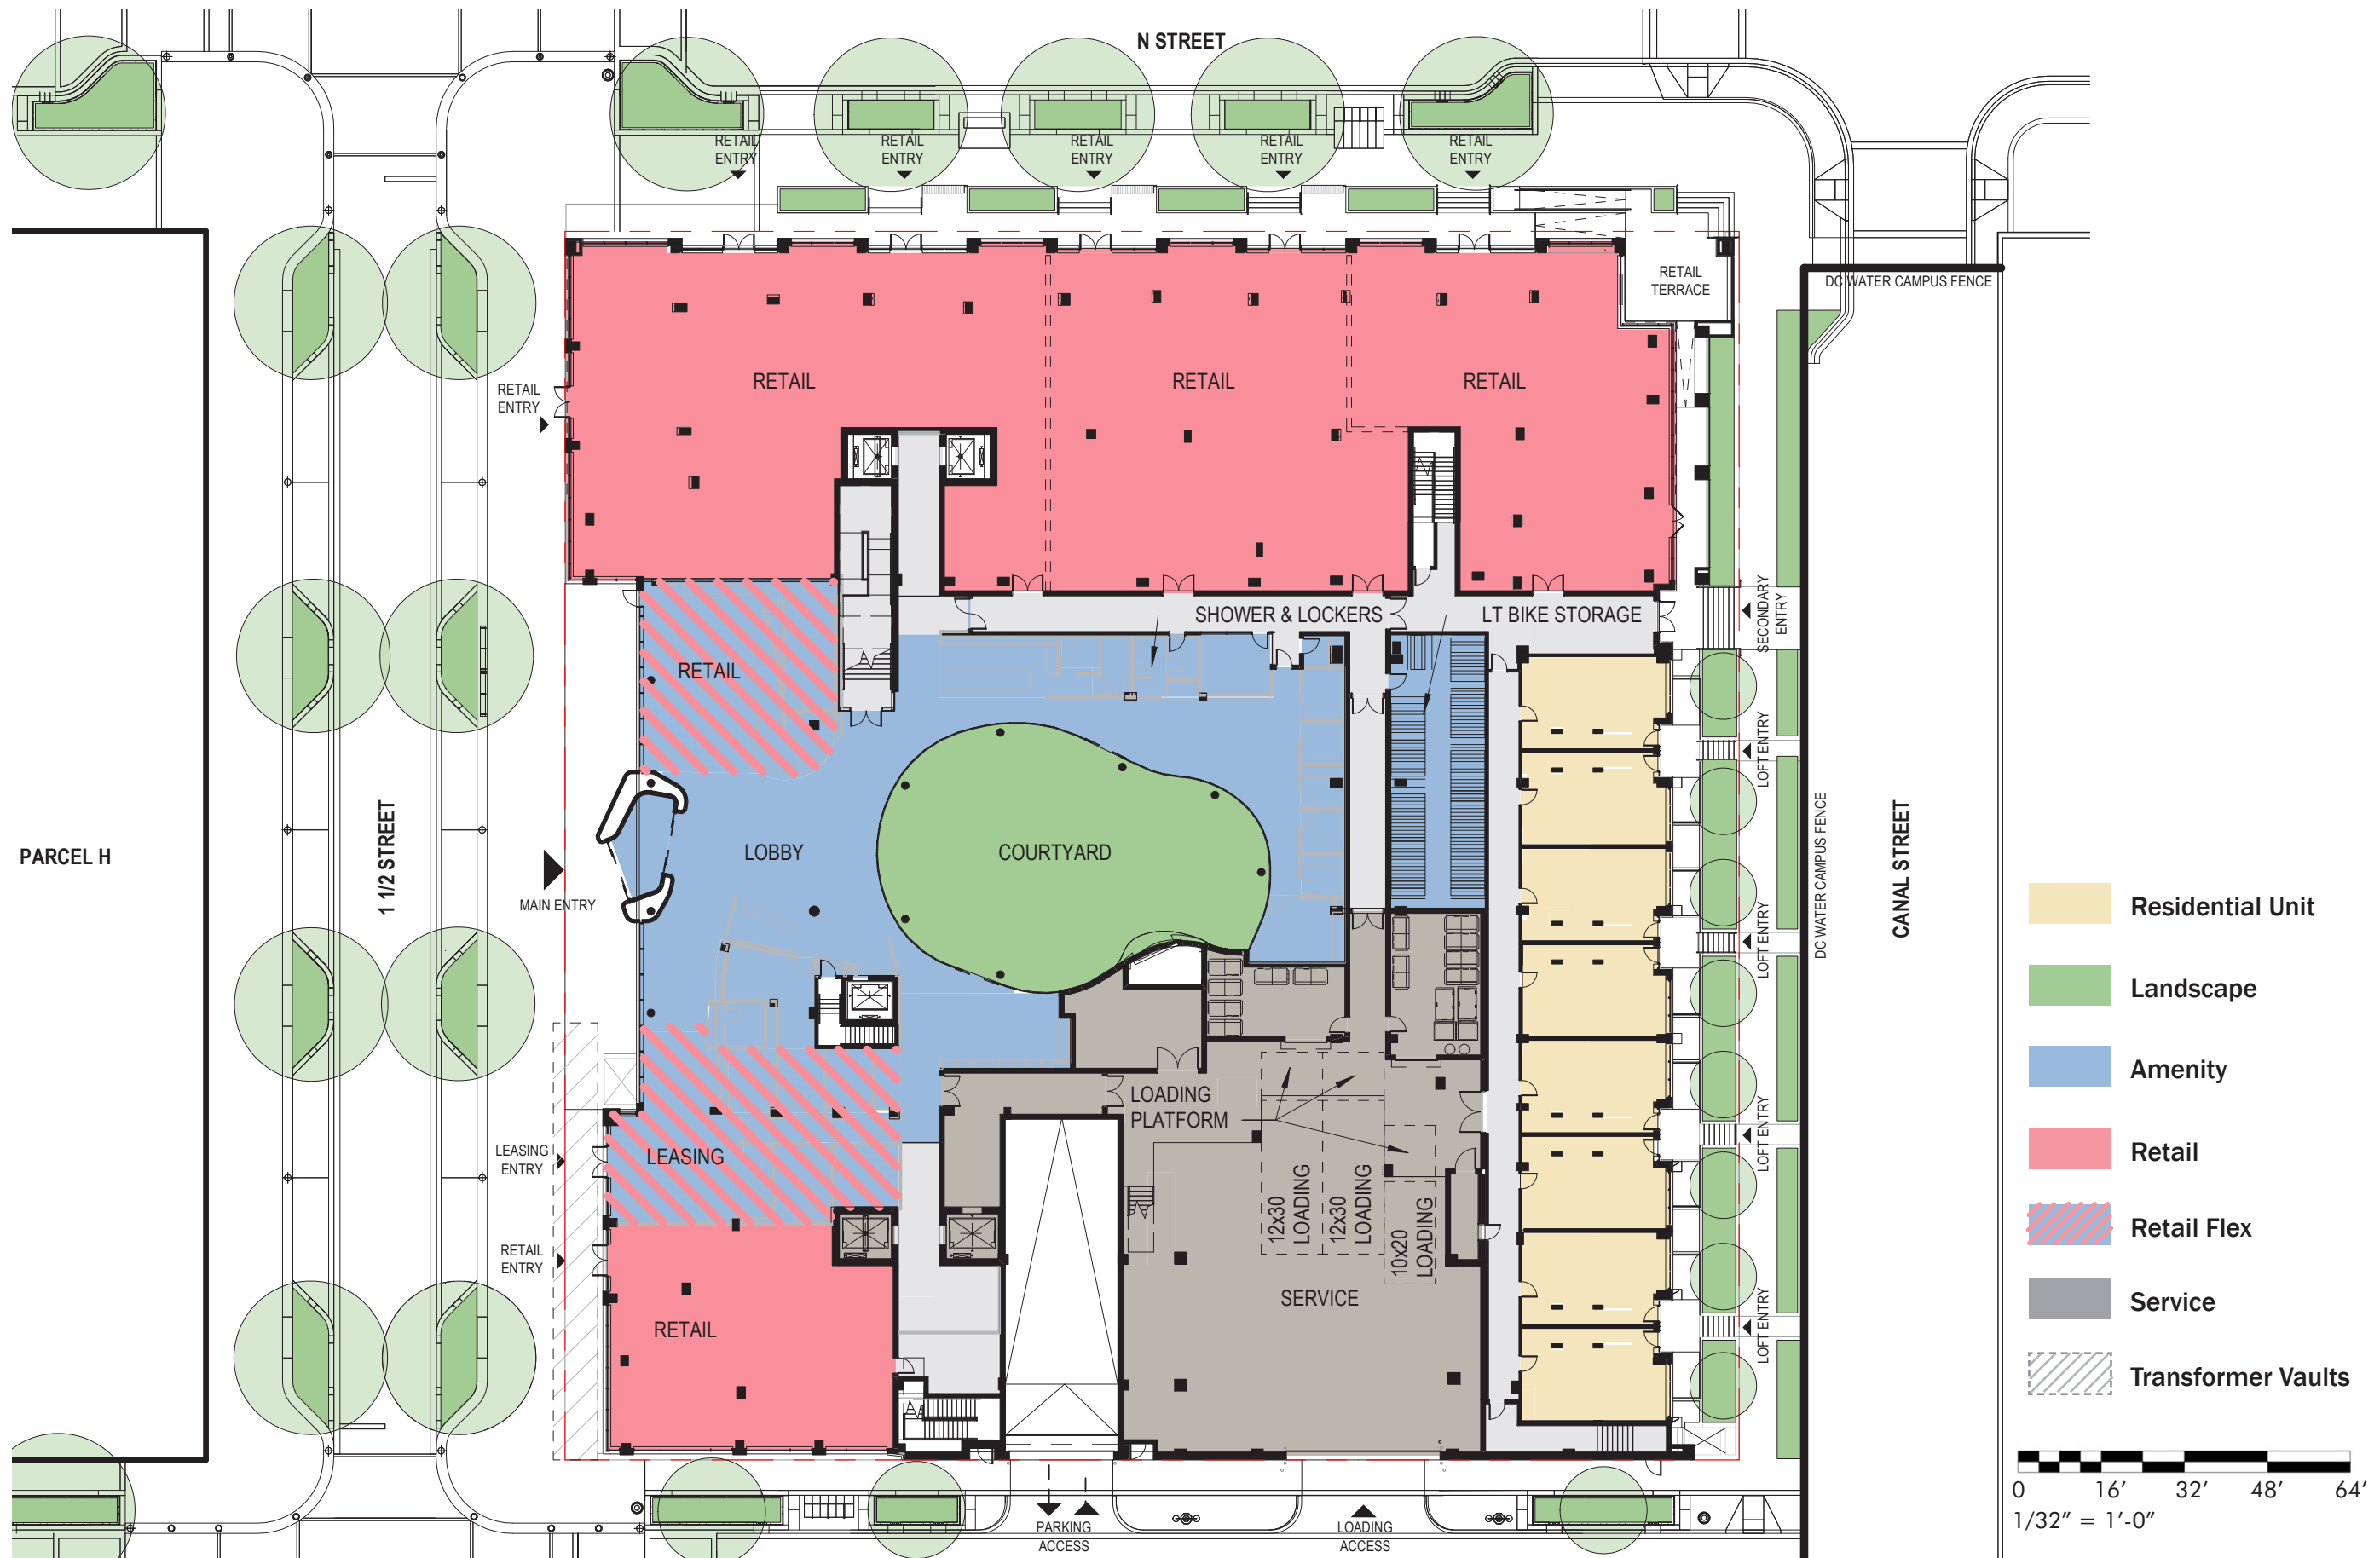 N STREET
RETAIL
ENTRY
RETAIL
ENTRY
RETAIL
ENTRY
RETAIL
ENTRY
RETAIL
ENTRY
RETAIL
TERRACE
DC WATER CAMPUS FENCE
RETAIL
ENTRY
RETAIL
RETAIL
RETAIL
SHOWER & LOCKERS
LT BIKE STORAGE
SECONDARY
ENTRY
RETAIL
LOFT ENTRY
PARCEL H
1 1/2 STREET
MAIN ENTRY
LOBBY
COURTYARD
DC WATER CAMPUS FENCE
CANAL STREET
LOFT ENTRY
LOADING
PLATFORM
LEASING
ENTRY
LEASING
LOFT ENTRY
12x30
LOADING
12x30
LOADING
10x20
LOADING
RETAIL
ENTRY
SERVICE
RETAIL
LOFT ENTRY
PARKING
ACCESS
LOADING
ACCESS
Residential Unit
Landscape
Amenity
Retail
Retail Flex
Service
Transformer Vaults
0 16' 32' 48' 64'
1/32" = 1'-0"